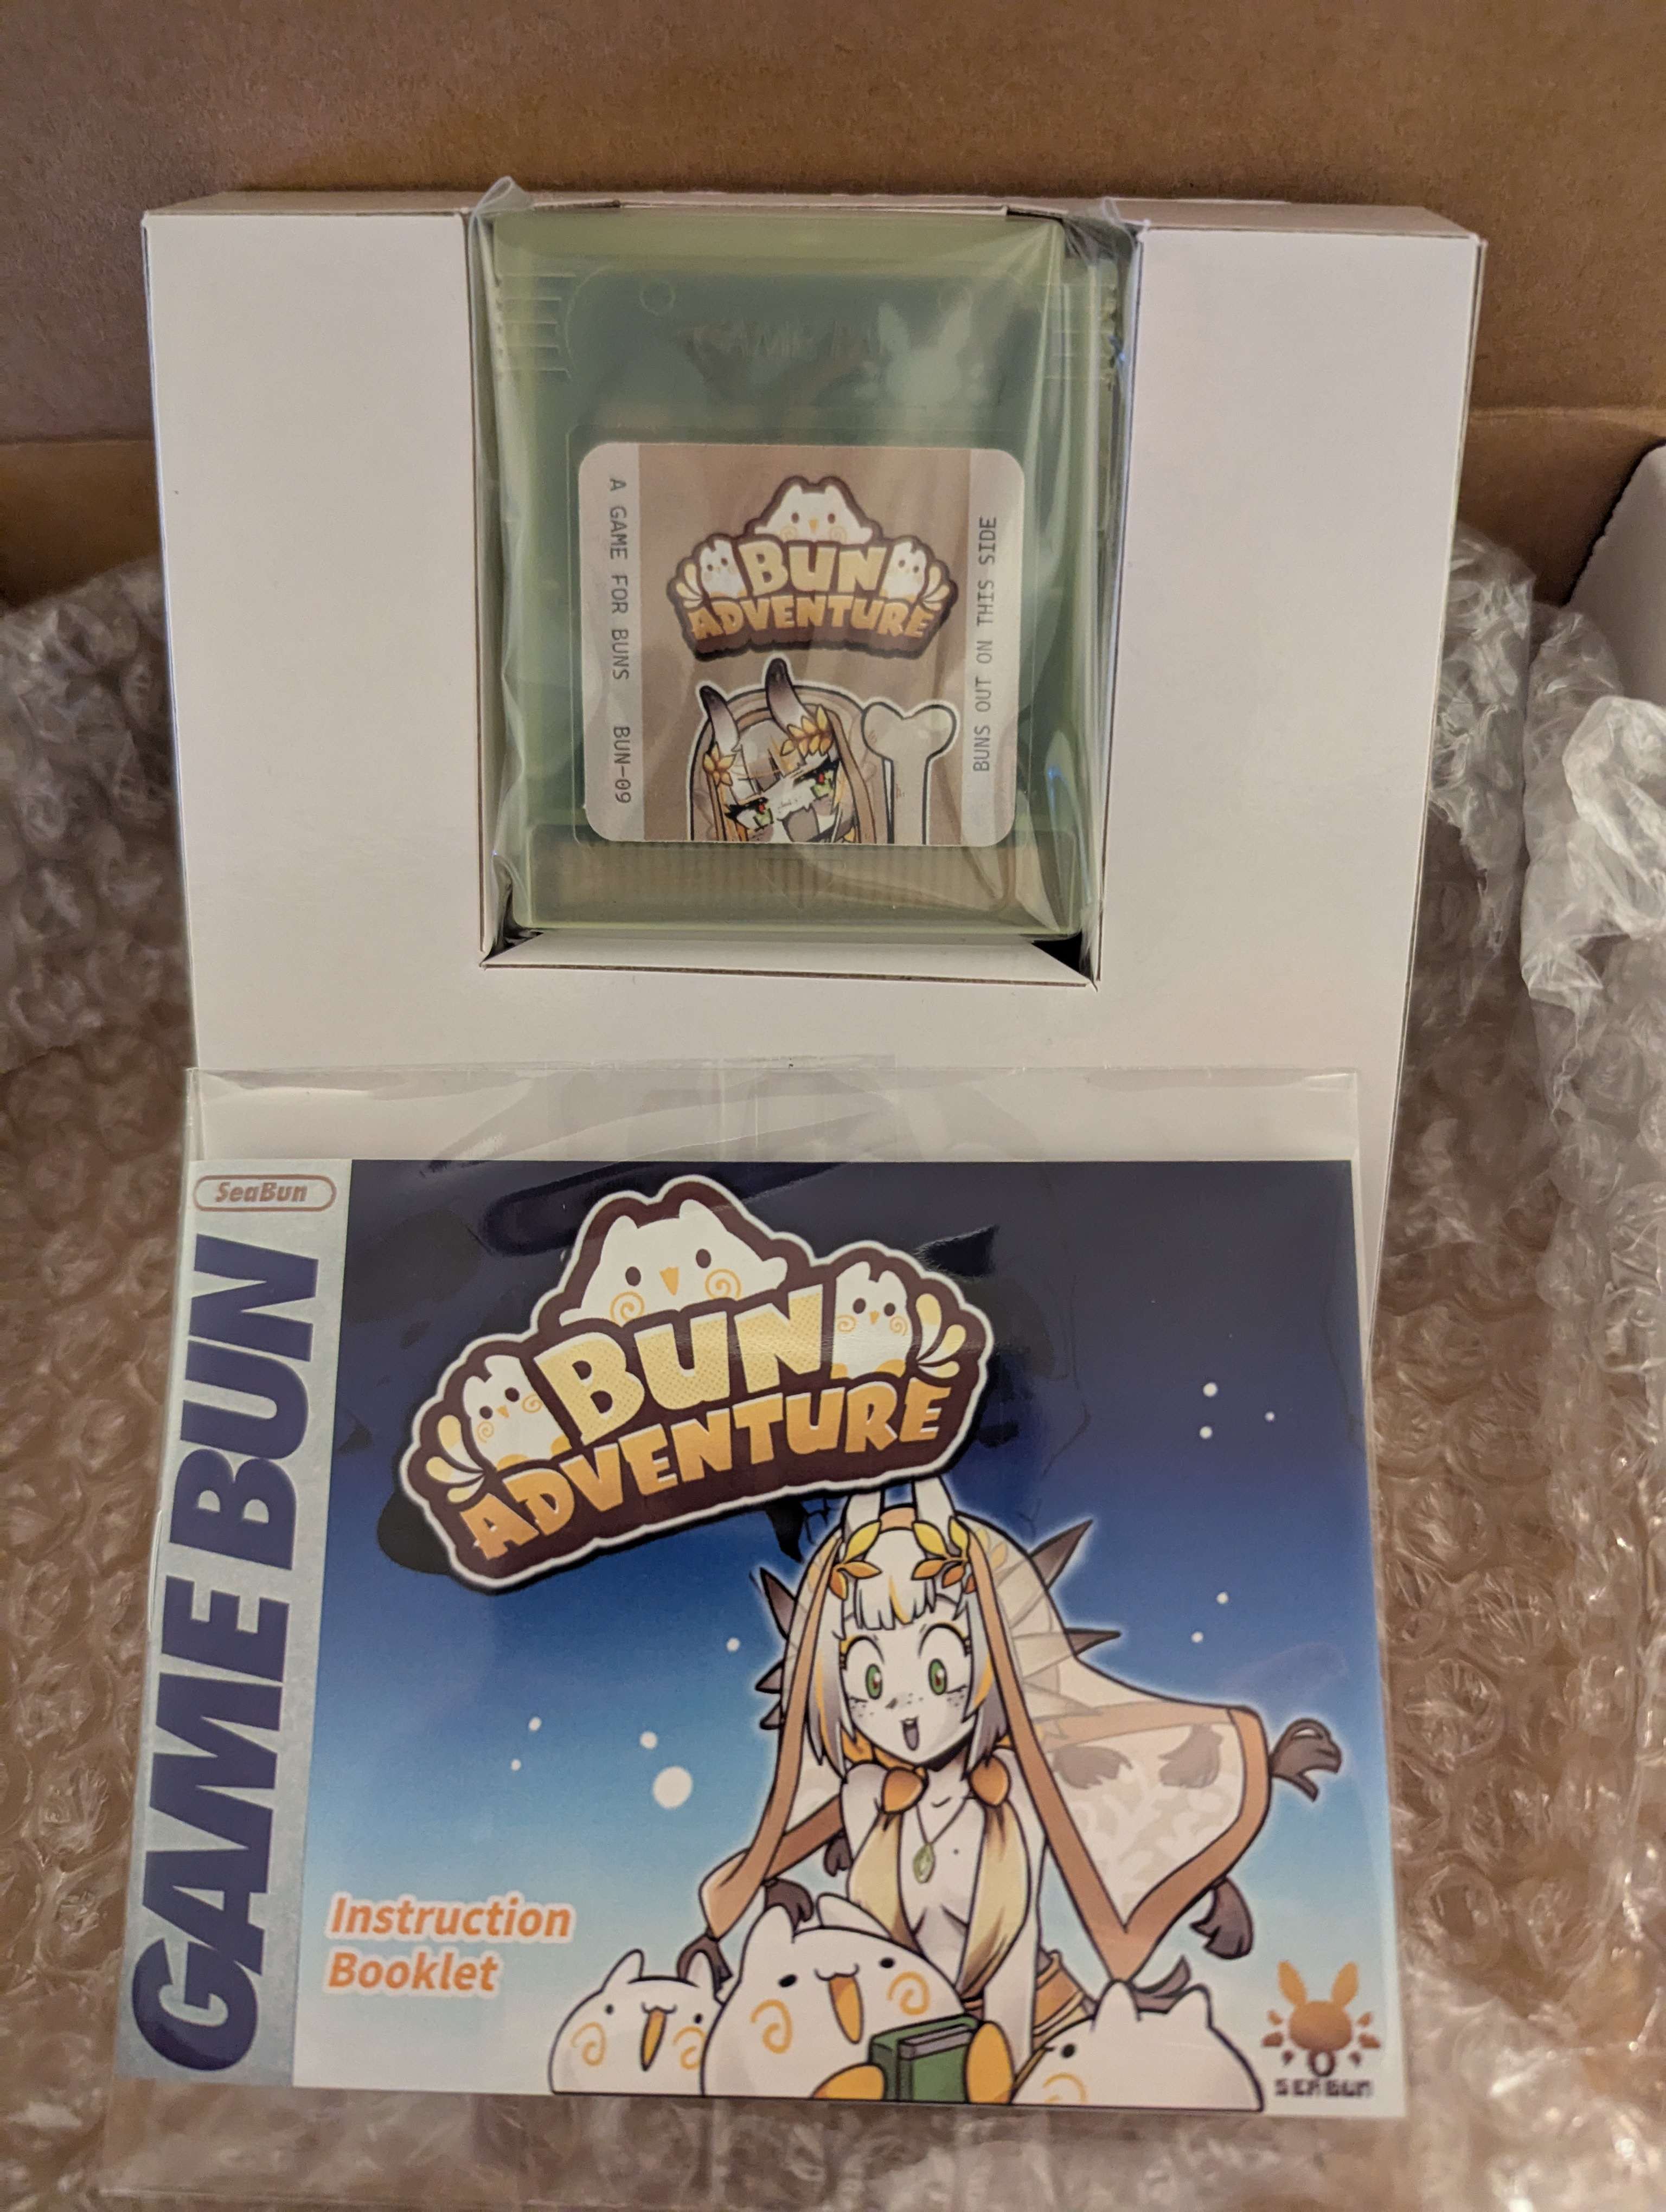 A GAME FOR BUNS BUN-09
BUN
ADVENTURE
BUNS OUT ON THIS SIDE
SeaBun
GAME BUN
BUN
ADVENTURE
Instruction
Booklet
SEABUN